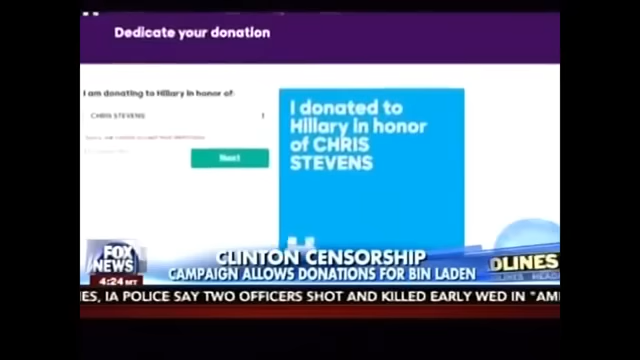 Dedicate your donation
I am donating to Hillary in honor of:
CHRIS STEVENS
Next
I donated to
Hillary in honor
of CHRIS
STEVENS
H
CLINTON CENSORSHIP
CAMPAIGN ALLOWS DONATIONS FOR BIN LADEN
FOX
NEWS
4:24 MT
DLINES
ES, IA POLICE SAY TWO OFFICERS SHOT AND KILLED EARLY WED IN "AM